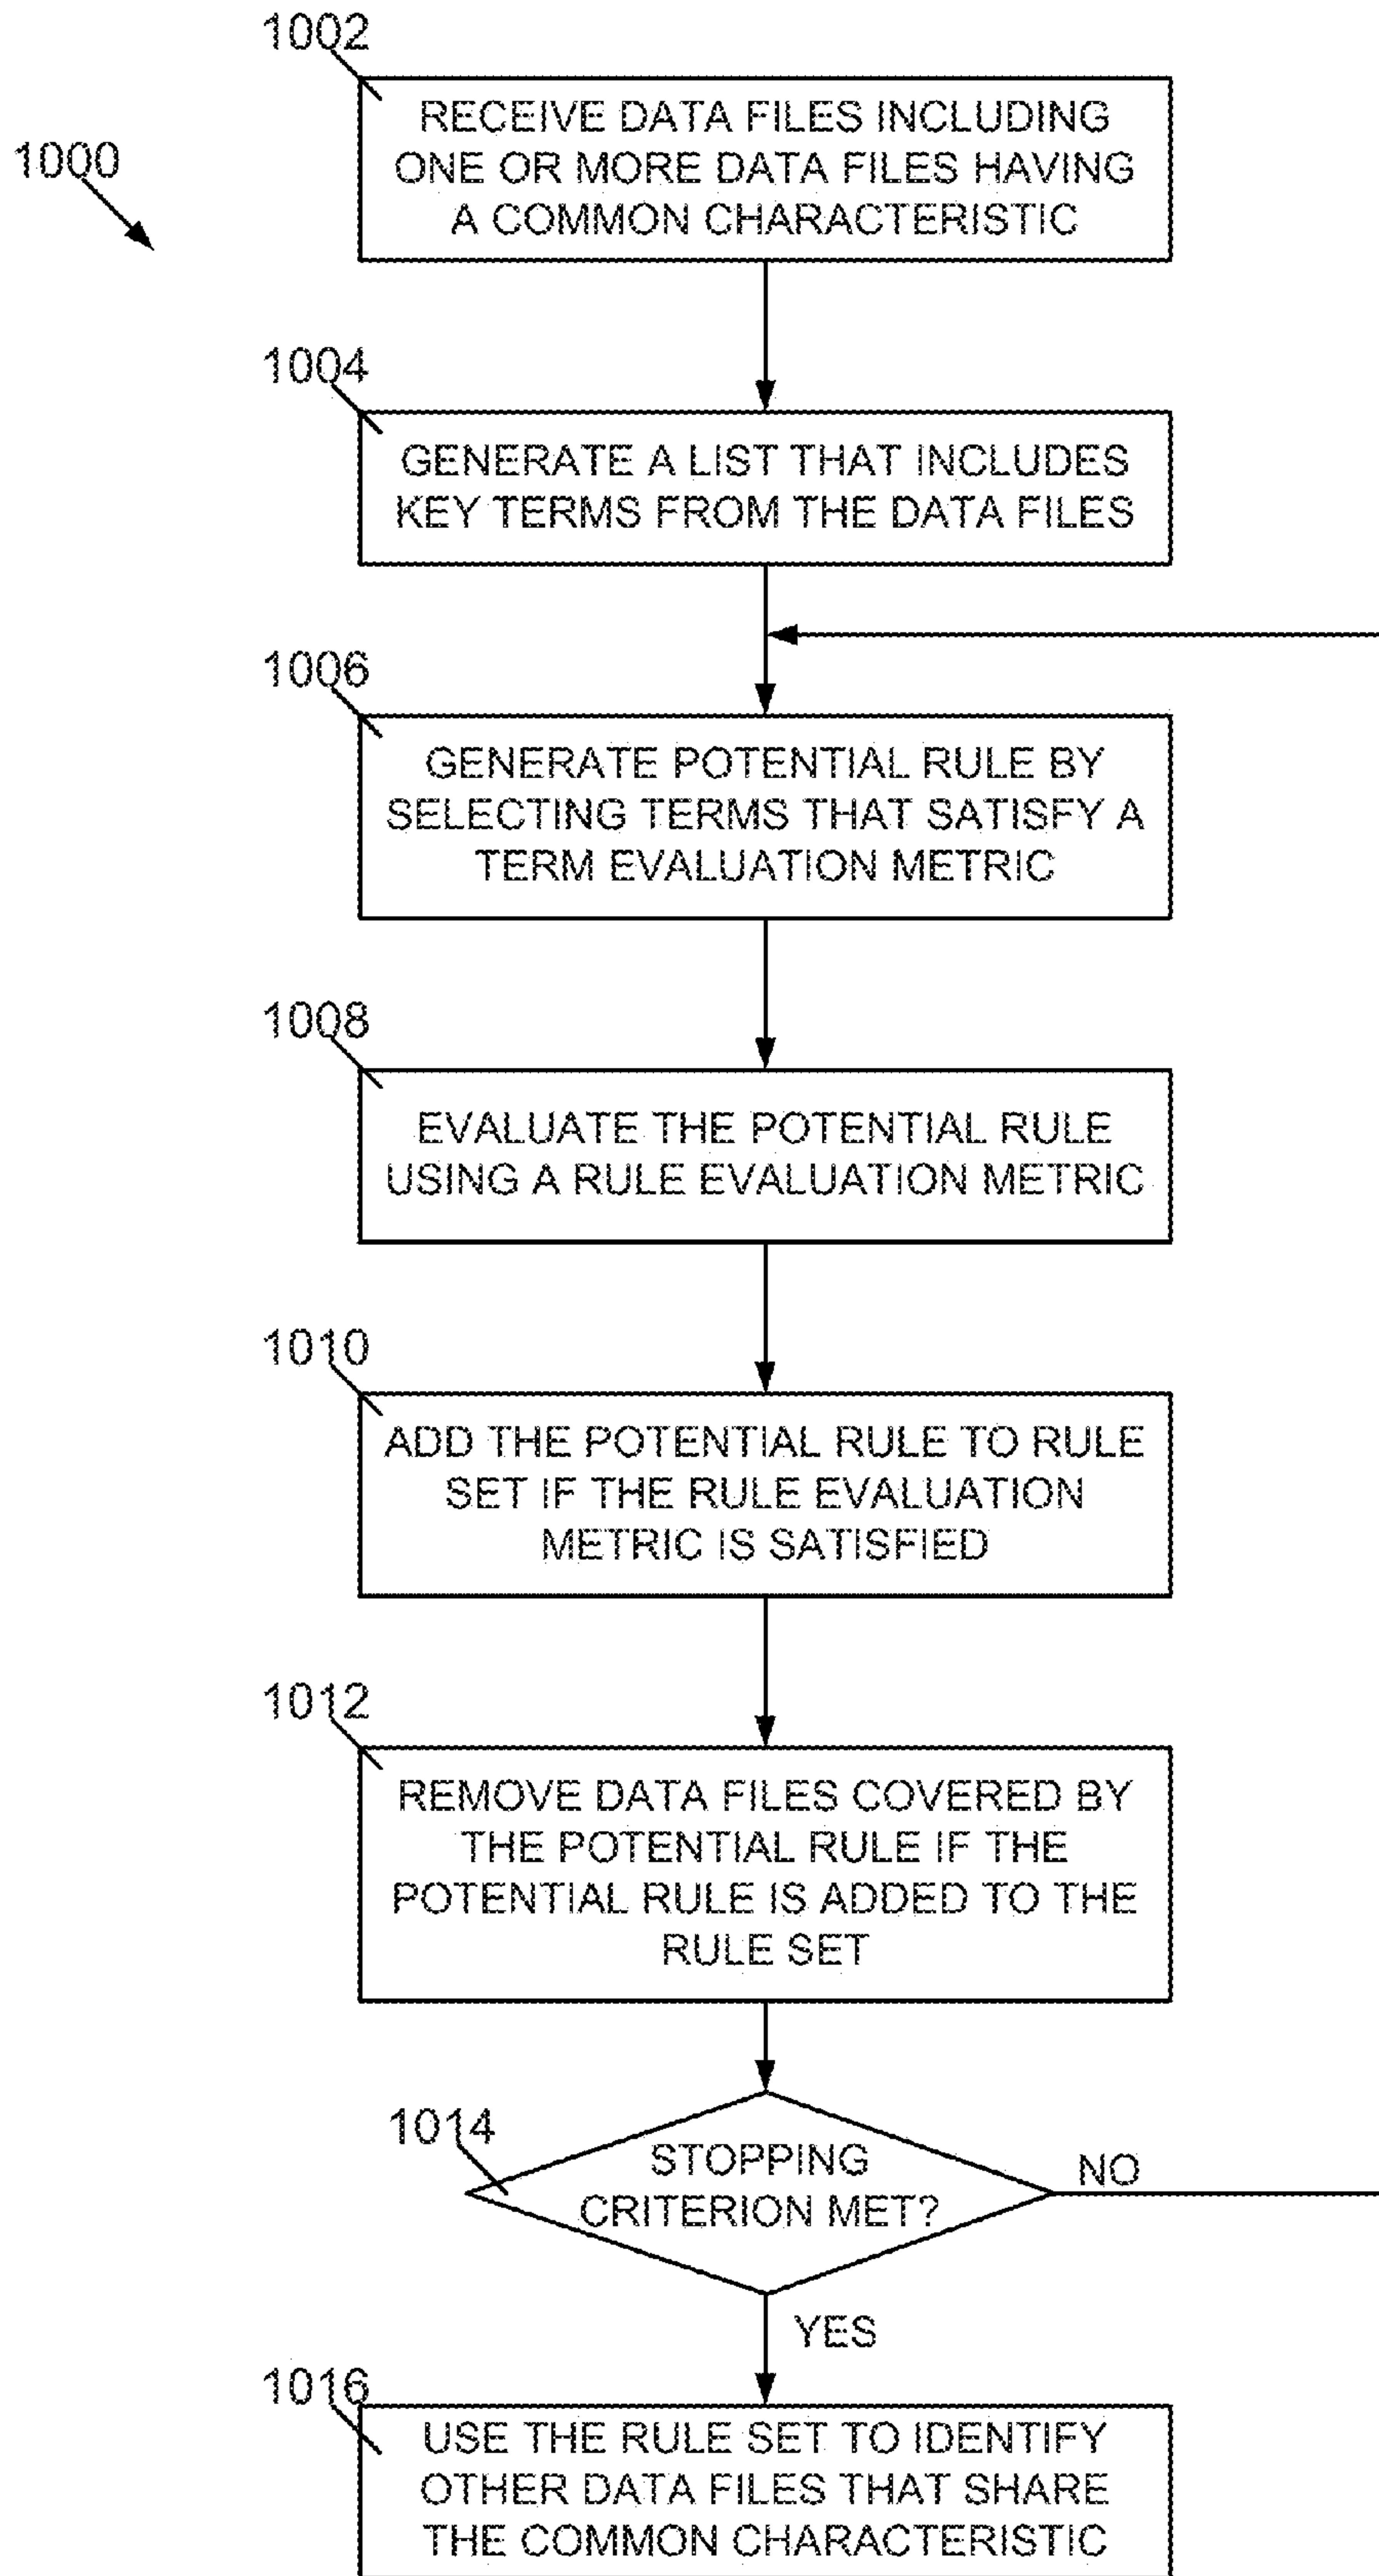 1002
RECEIVE DATA FILES INCLUDING
ONE OR MORE DATA FILES HAVING
A COMMON CHARACTERISTIC
1000
1004
GENERATE A LIST THAT INCLUDES
KEY TERMS FROM THE DATA FILES
1006
GENERATE POTENTIAL RULE BY
SELECTING TERMS THAT SATISFY A
TERM EVALUATION METRIC
1008
EVALUATE THE POTENTIAL RULE
USING A RULE EVALUATION METRIC
1010
ADD THE POTENTIAL RULE TO RULE
SET IF THE RULE EVALUATION
METRIC IS SATISFIED
1012
REMOVE DATA FILES COVERED BY
THE POTENTIAL RULE IF THE
POTENTIAL RULE IS ADDED TO THE
RULE SET
1014
STOPPING
CRITERION MET?
NO
YES
1016
USE THE RULE SET TO IDENTIFY
OTHER DATA FILES THAT SHARE
THE COMMON CHARACTERISTIC